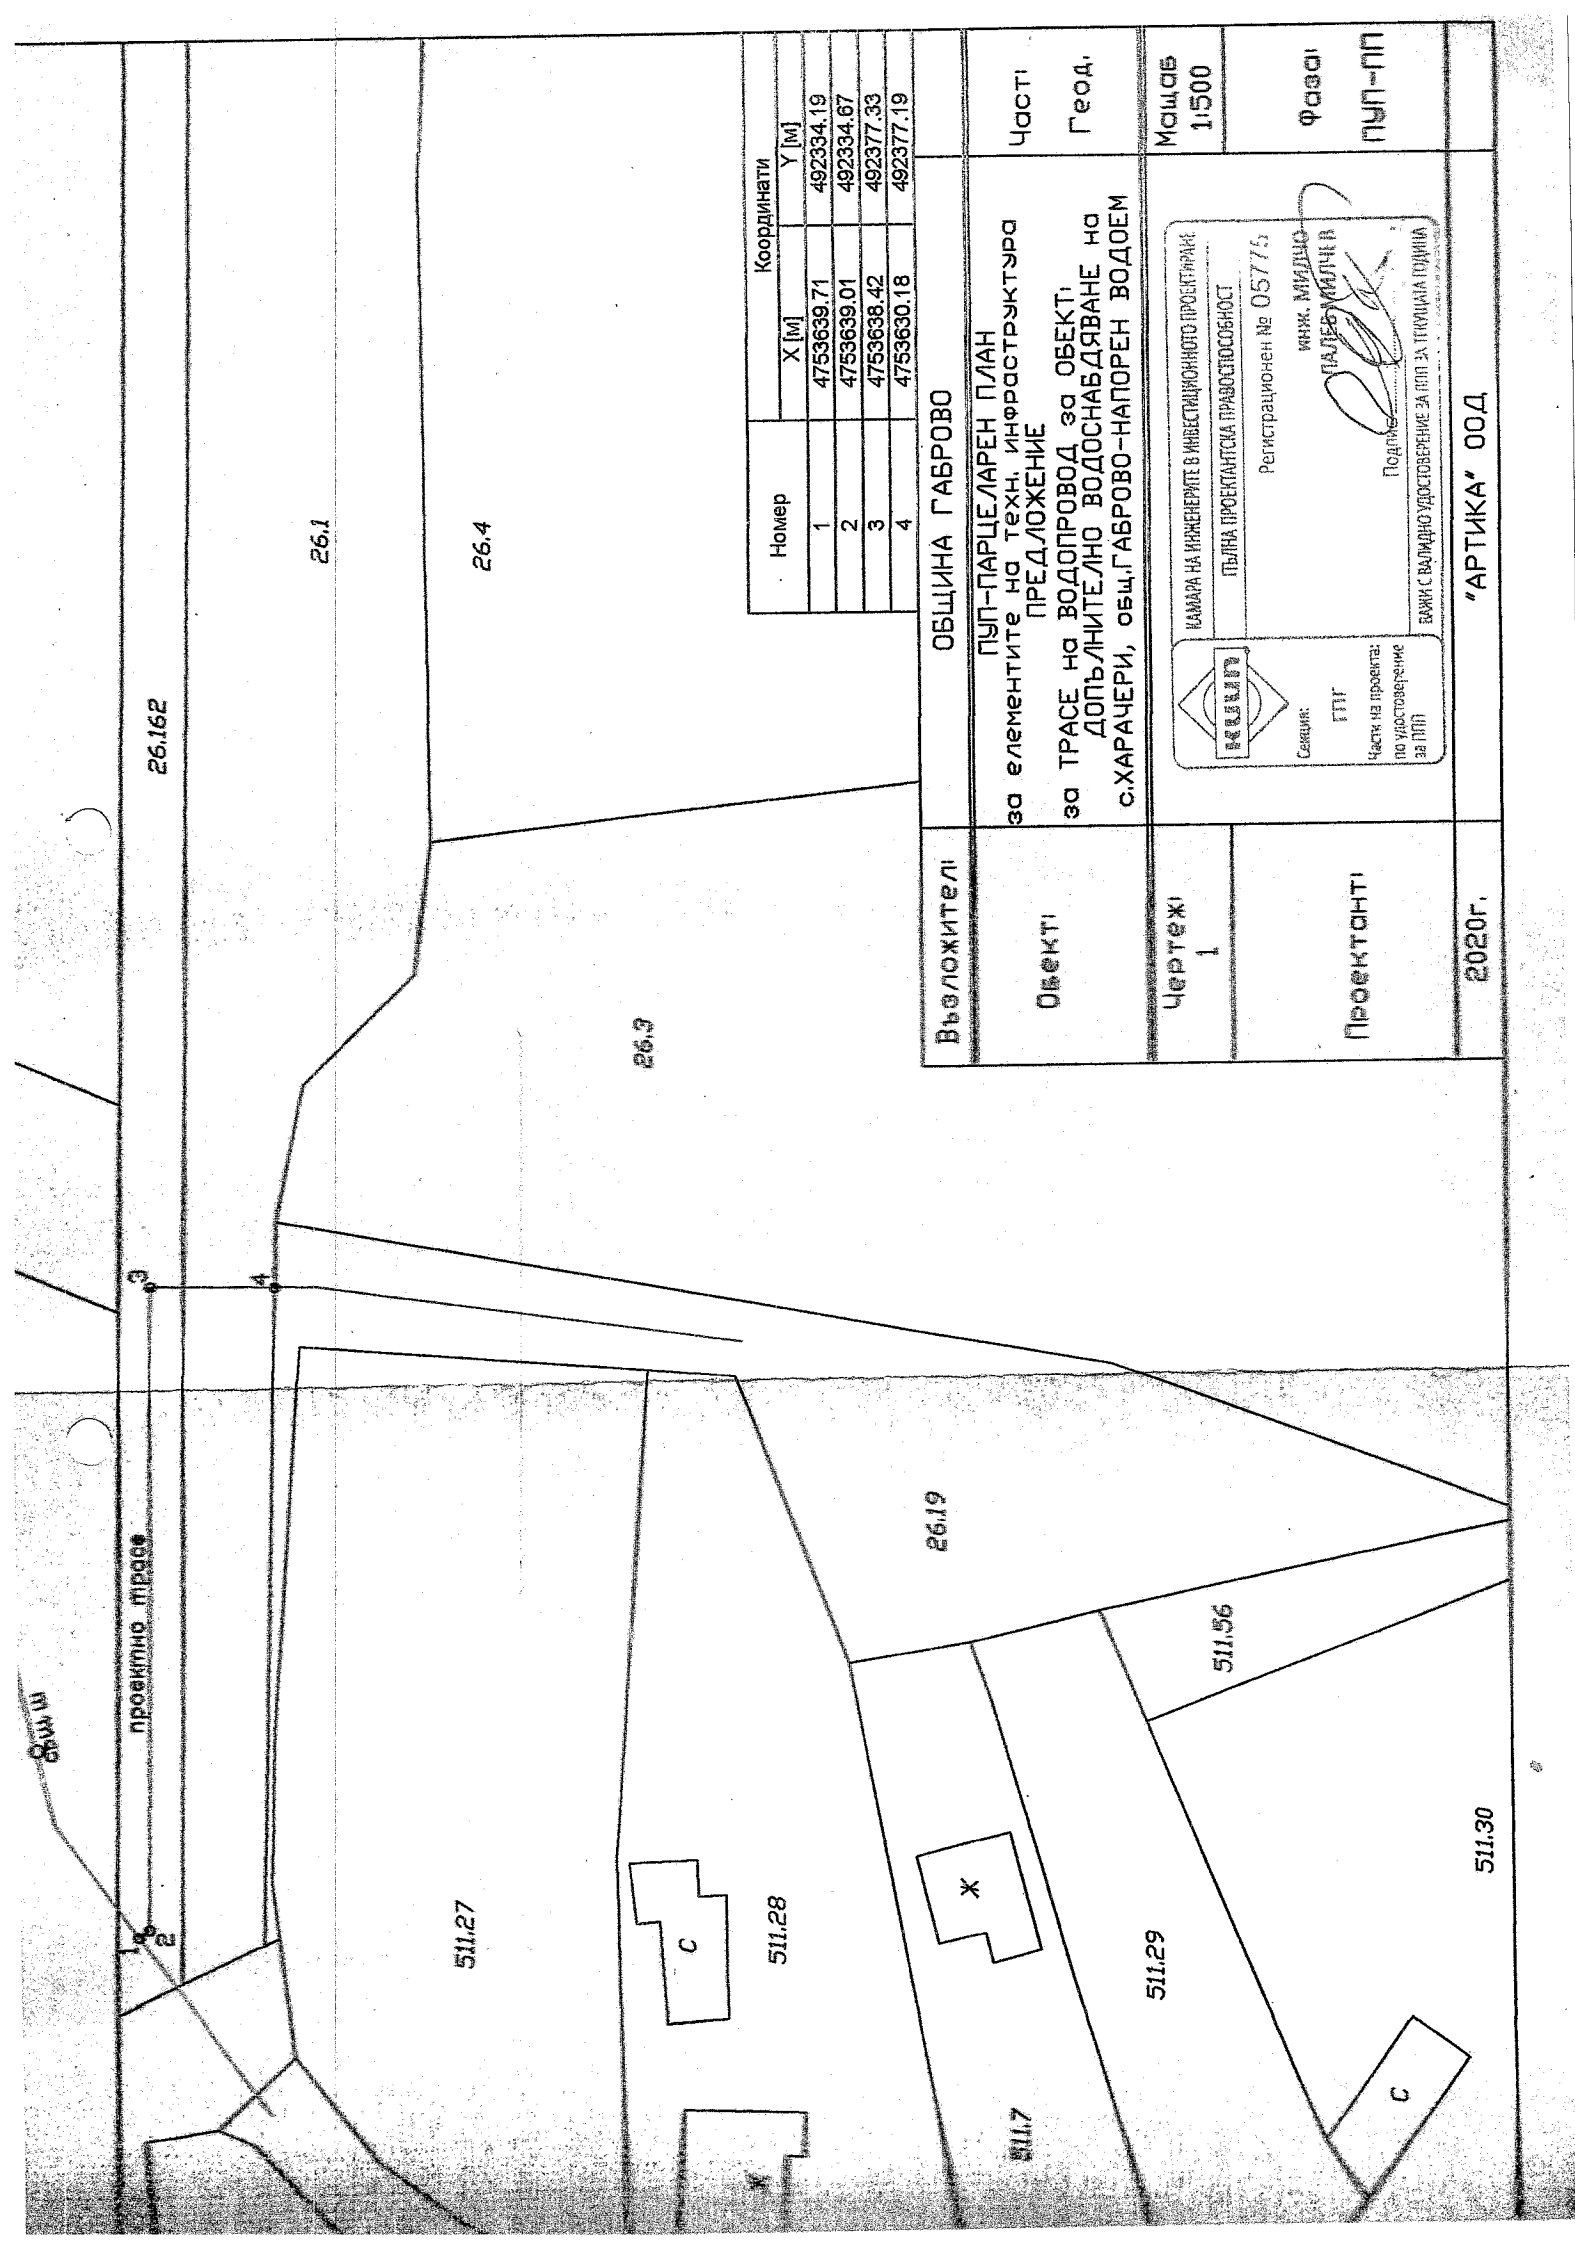 проектно трасе
1
2
3
4
26.162
26.1
26.4
26.3
26.19
511.27
511.28
511.7
511.29
511.56
511.30
С
Ж
Ж
С
Номер Координати
X [м] Y [м]
1 4753639.71 492334.19
2 4753639.01 492334.67
3 4753638.42 492377.33
4 4753630.18 492377.19
Възложител: ОБЩИНА ГАБРОВО
Обект:
ПУП-ПАРЦЕЛАРЕН ПЛАН
за елементите на техн. инфраструктура
ПРЕДЛОЖЕНИЕ
за ТРАСЕ на ВОДОПРОВОД за ОБЕКТ:
ДОПЪЛНИТЕЛНО ВОДОСНАБДЯВАНЕ на
с.ХАРАЧЕРИ, общ.ГАБРОВО-НАПОРЕН ВОДОЕМ
Част:
Геод.
Чертеж:
1
Мащаб
1:500
Проектант:
КАМАРА НА ИНЖЕНЕРИТЕ В ИНВЕСТИЦИОННОТО ПРОЕКТИРАНЕ
ПЪЛНА ПРОЕКТАНТСКА ПРАВОСПОСОБНОСТ
КИИП
Регистрационен № 05775
Секция:
ГПГ
инж. МИЛЧО
Части на проекта:
по удостоверение
за ППП
Подпис
ВАЖИ С ВАЛИДНО УДОСТОВЕРЕНИЕ ЗА ППП ЗА ТЕКУЩАТА ГОДИНА
Фаза:
ПУП-ПП
2020г. "АРТИКА" ООД